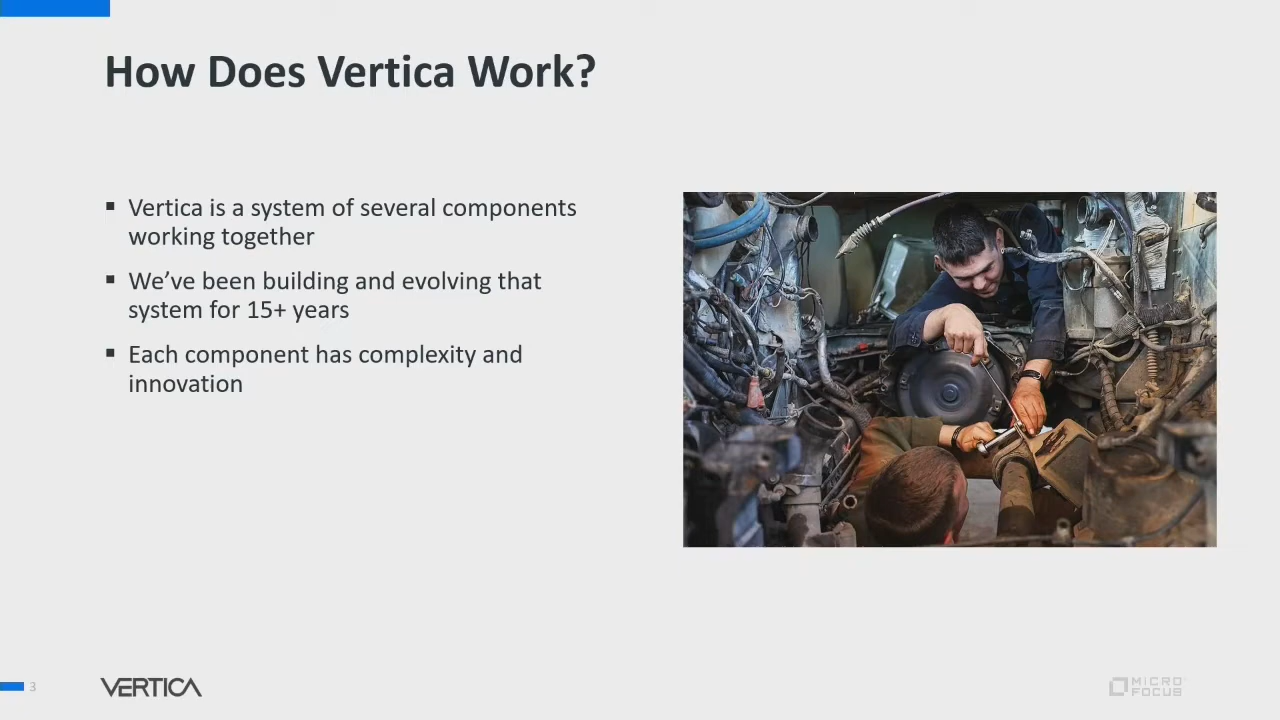 How Does Vertica Work?
▪ Vertica is a system of several components
working together
▪ We’ve been building and evolving that
system for 15+ years
▪ Each component has complexity and
innovation
3
VERTICA
MICRO
FOCUS